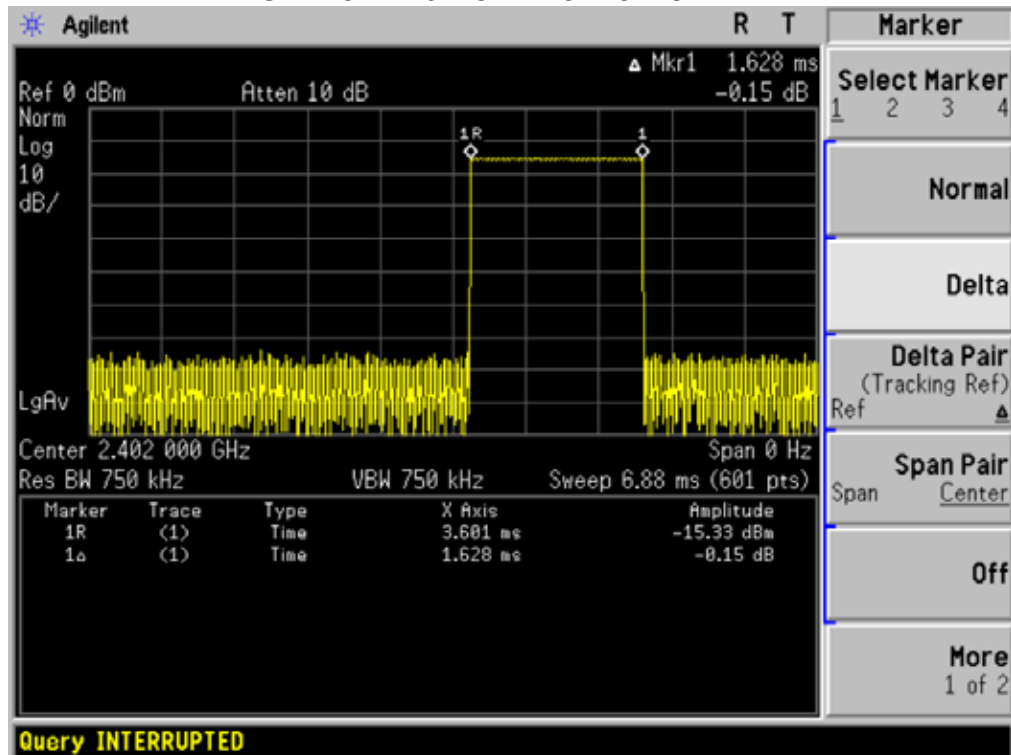 Agilent R T Marker
▵ Mkr1 1.628 ms
Ref 0 dBm Atten 10 dB -0.15 dB
Norm
Log
10
dB/
1R 1
LgAv
Center 2.402 000 GHz Span 0 Hz
Res BW 750 kHz VBW 750 kHz Sweep 6.88 ms (601 pts)
Marker Trace Type X Axis Amplitude
1R (1) Time 3.601 ms -15.33 dBm
1▵ (1) Time 1.628 ms -0.15 dB
Select Marker
1 2 3 4
Normal
Delta
Delta Pair
(Tracking Ref)
Ref ▵
Span Pair
Span Center
Off
More
1 of 2
Query INTERRUPTED